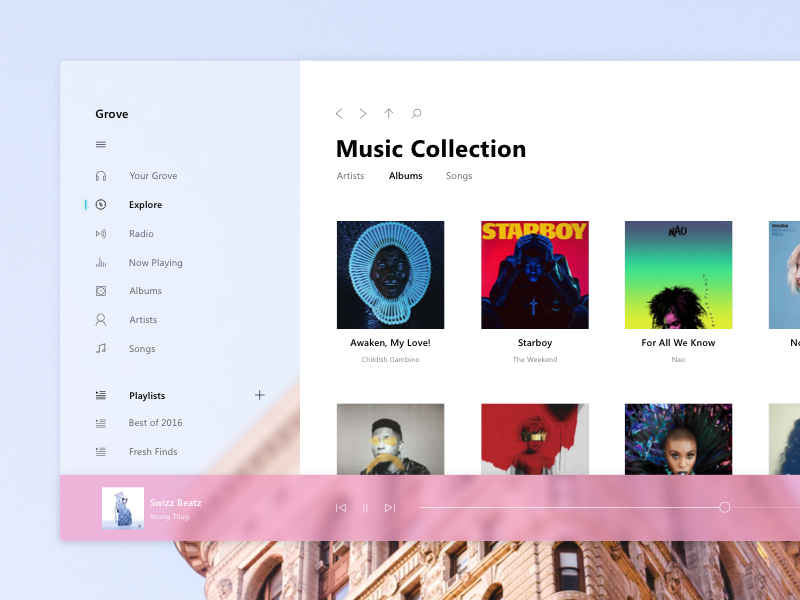 Grove
Your Grove
Explore
Radio
Now Playing
Albums
Artists
Songs
Playlists
Best of 2016
Fresh Finds
Music Collection
Artists Albums Songs
STARBOY
NAO
SHURA
Awaken, My Love!
Childish Gambino
Starboy
The Weekend
For All We Know
Nao
No
Swizz Beatz
Young Thug